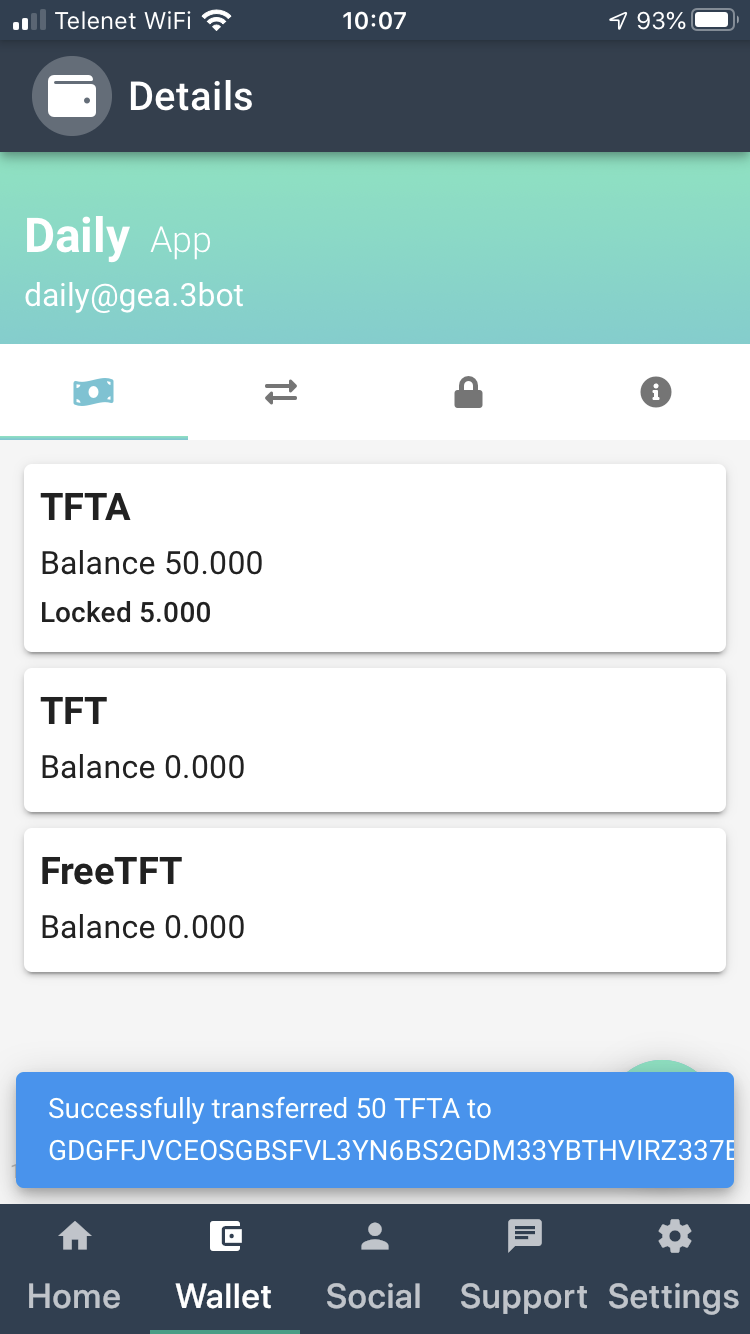 Telenet WiFi 10:07 93%
Details
Daily App
daily@gea.3bot
TFTA
Balance 50.000
Locked 5.000
TFT
Balance 0.000
FreeTFT
Balance 0.000
Successfully transferred 50 TFTA to
GDGFFJVCEOSGBSFVL3YN6BS2GDM33YBTHVIRZ337E
Home Wallet Social Support Settings